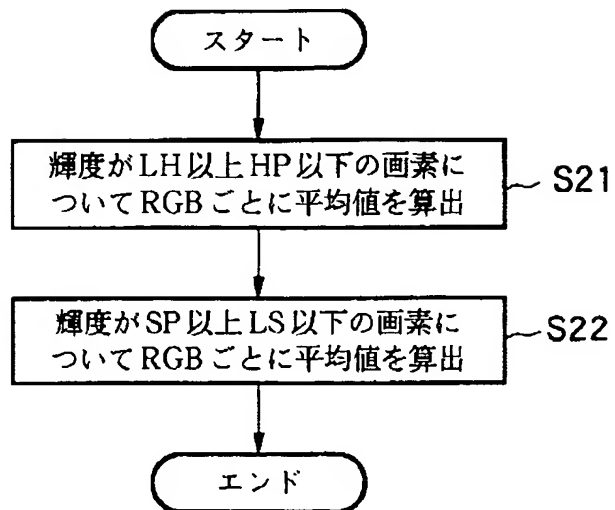 スタート
輝度がLH以上HP以下の画素に
ついてRGBごとに平均値を算出
S21
輝度がSP以上LS以下の画素に
ついてRGBごとに平均値を算出
S22
エンド